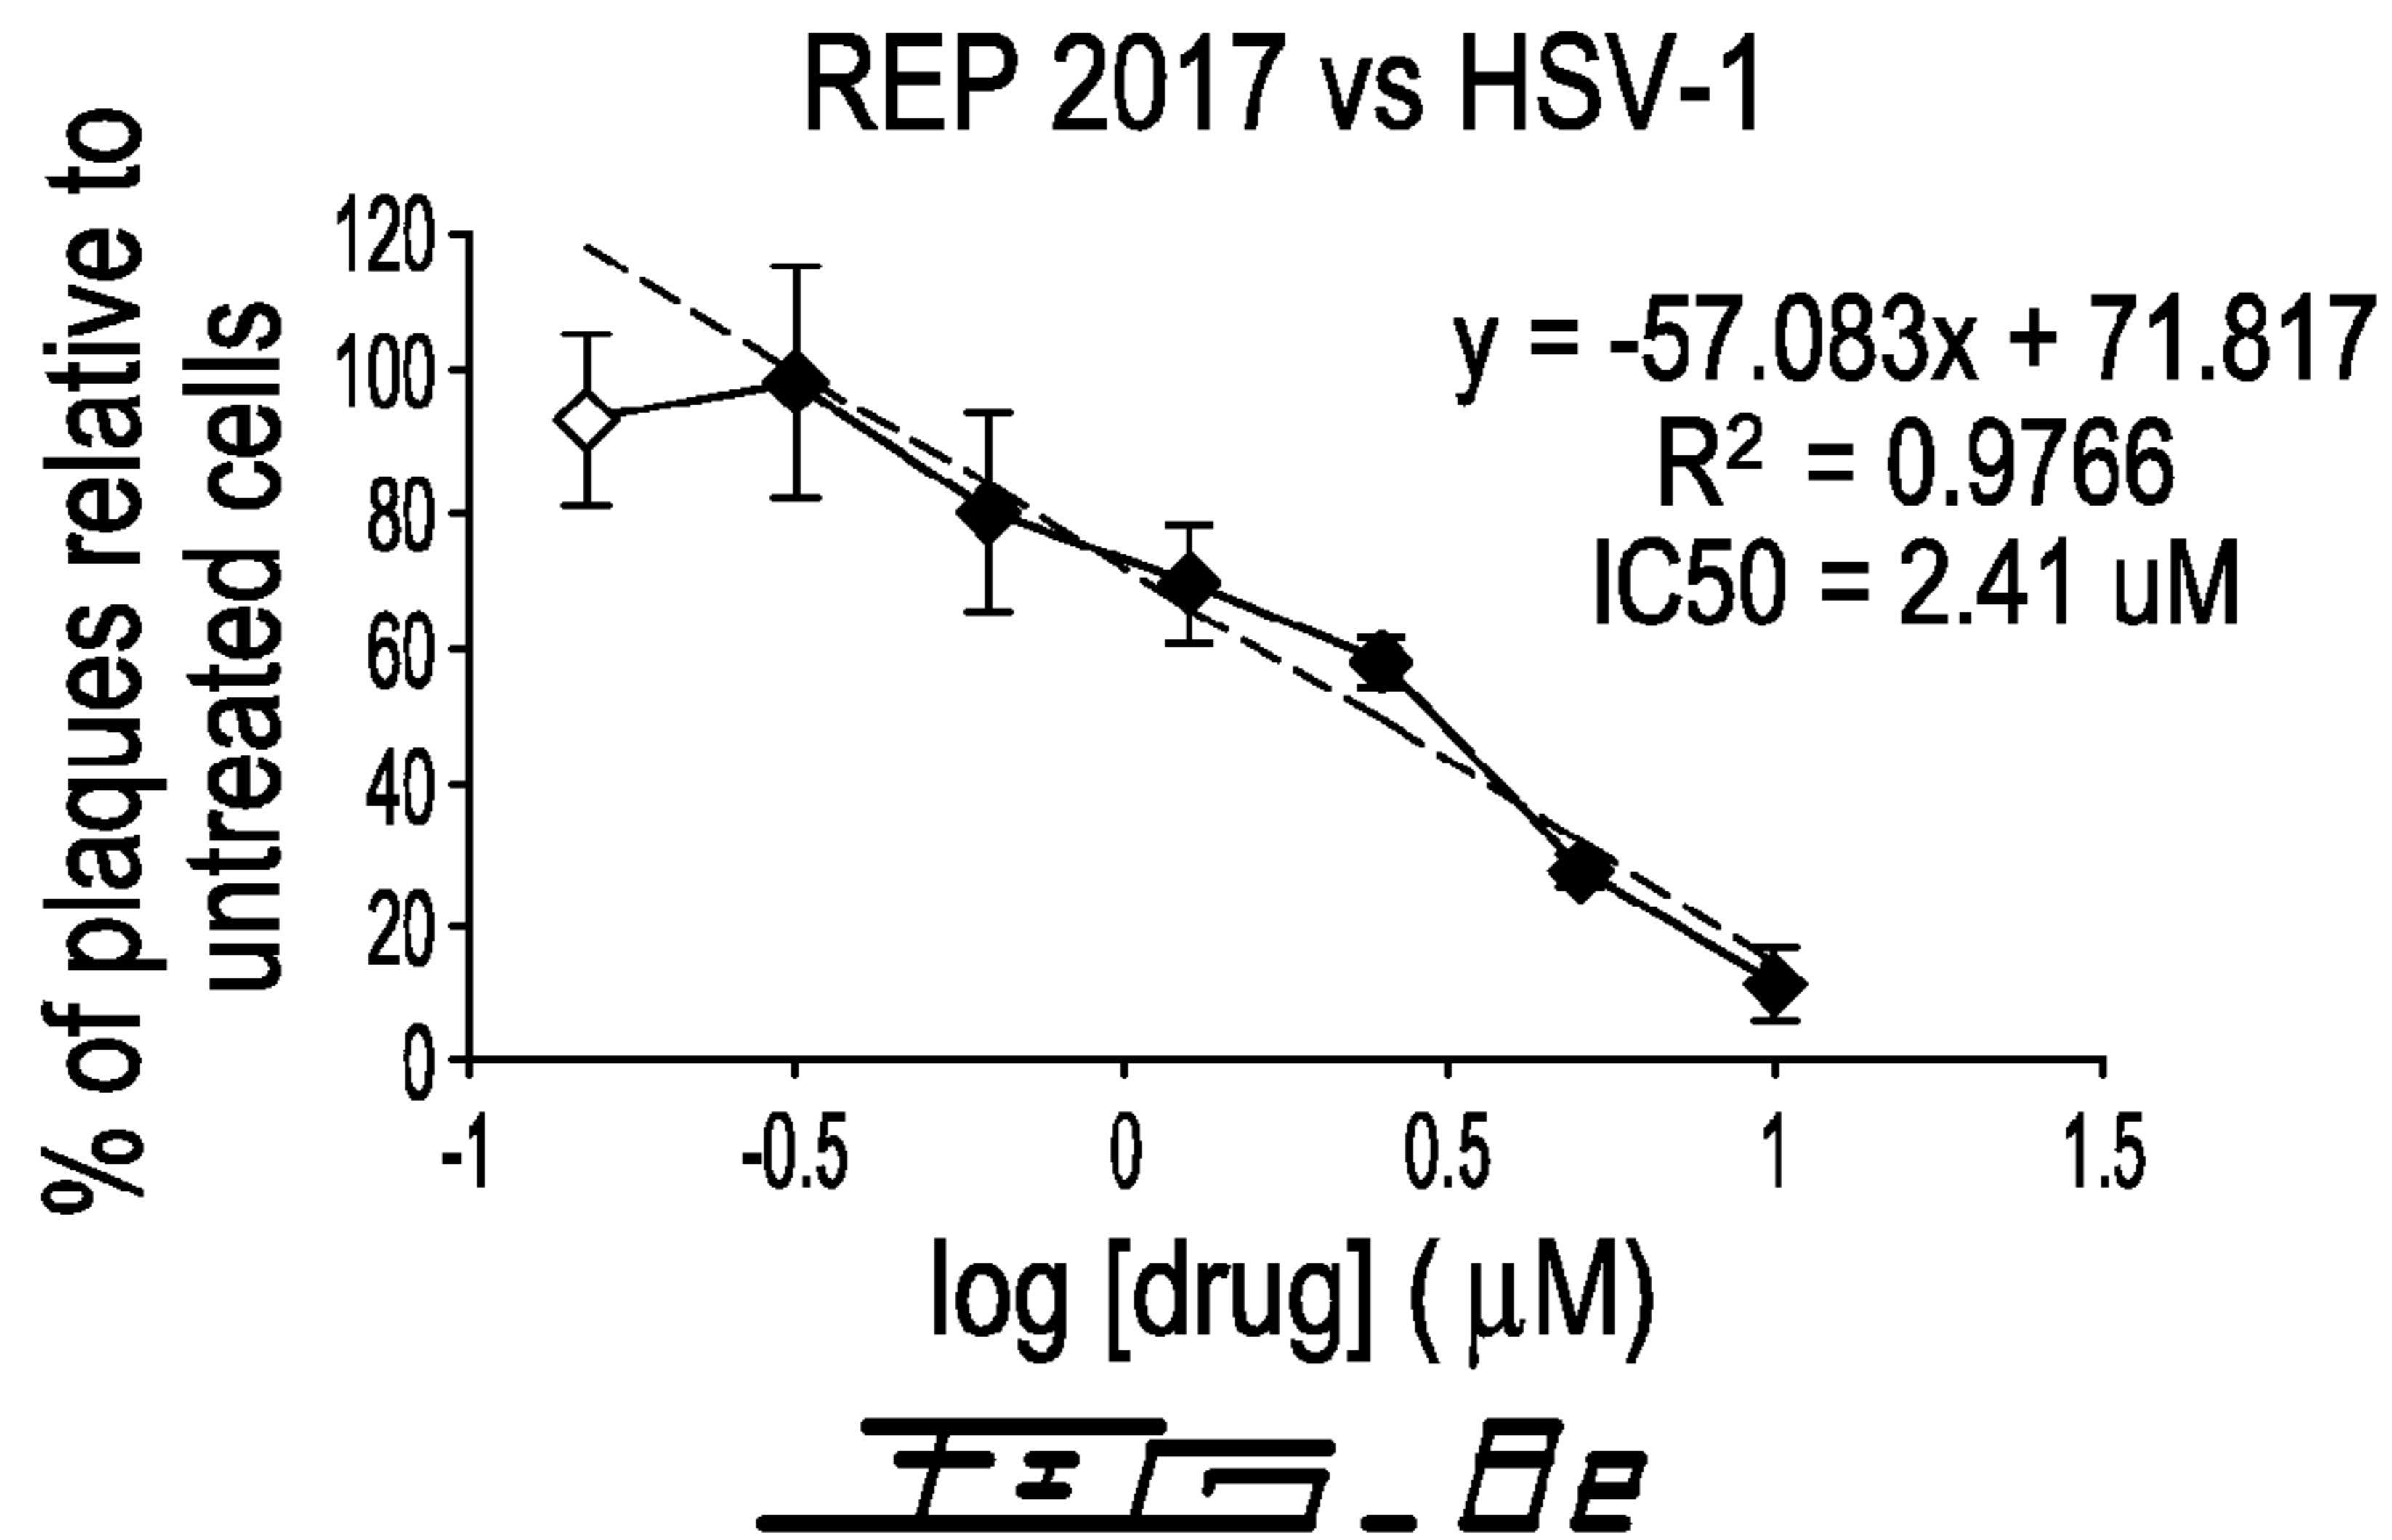 REP 2017 vs HSV-1
% of plaques relative to
untreated cells
120
100
80
60
40
20
0
y = -57.083x + 71.817
R² = 0.9766
IC50 = 2.41 uM
-1 -0.5 0 0.5 1 1.5
log [drug] ( μM)
FIG. 8e